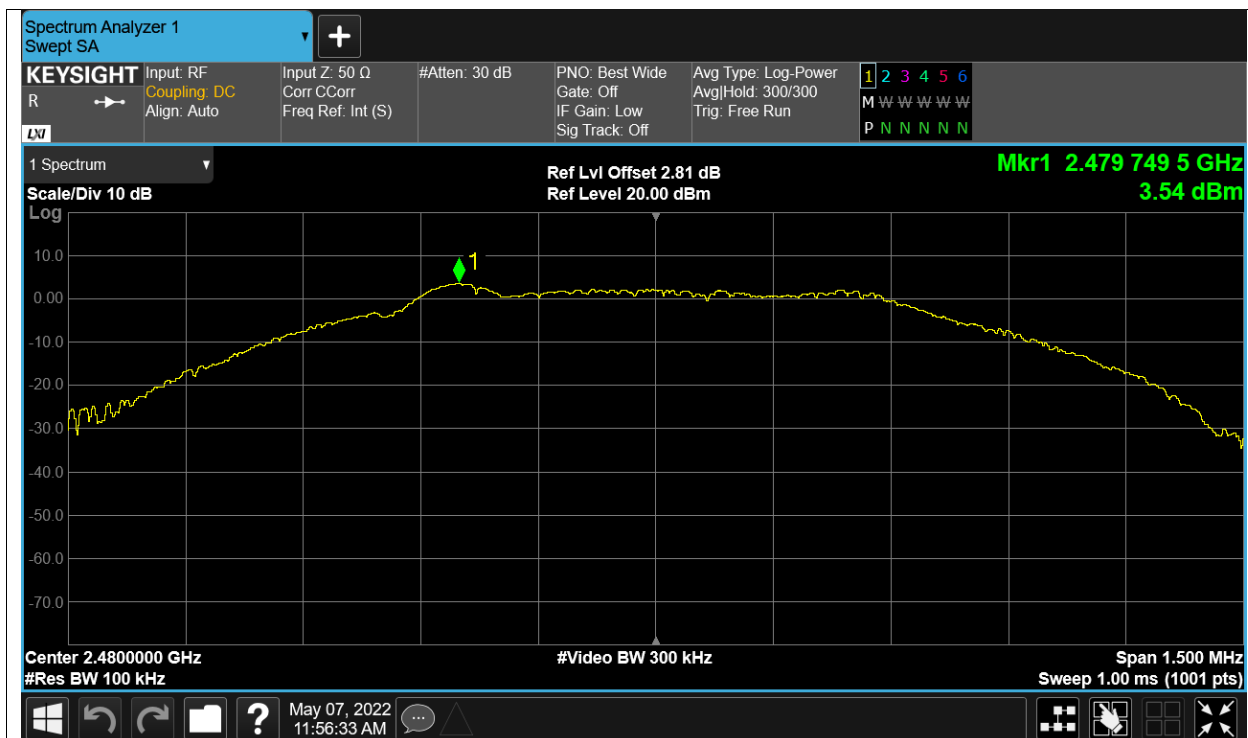 Spectrum Analyzer 1
Swept SA
+
KEYSIGHT
R
LXI
Input: RF
Coupling: DC
Align: Auto
Input Z: 50 Ω
Corr CCorr
Freq Ref: Int (S)
#Atten: 30 dB
PNO: Best Wide
Gate: Off
IF Gain: Low
Sig Track: Off
Avg Type: Log-Power
Avg|Hold: 300/300
Trig: Free Run
1 2 3 4 5 6
M W W W W W
P N N N N N
1 Spectrum
Scale/Div 10 dB
Log
Ref Lvl Offset 2.81 dB
Ref Level 20.00 dBm
Mkr1 2.479 749 5 GHz
3.54 dBm
1
10.0
0.00
-10.0
-20.0
-30.0
-40.0
-50.0
-60.0
-70.0
Center 2.4800000 GHz
#Res BW 100 kHz
#Video BW 300 kHz
Span 1.500 MHz
Sweep 1.00 ms (1001 pts)
?
May 07, 2022
11:56:33 AM
...